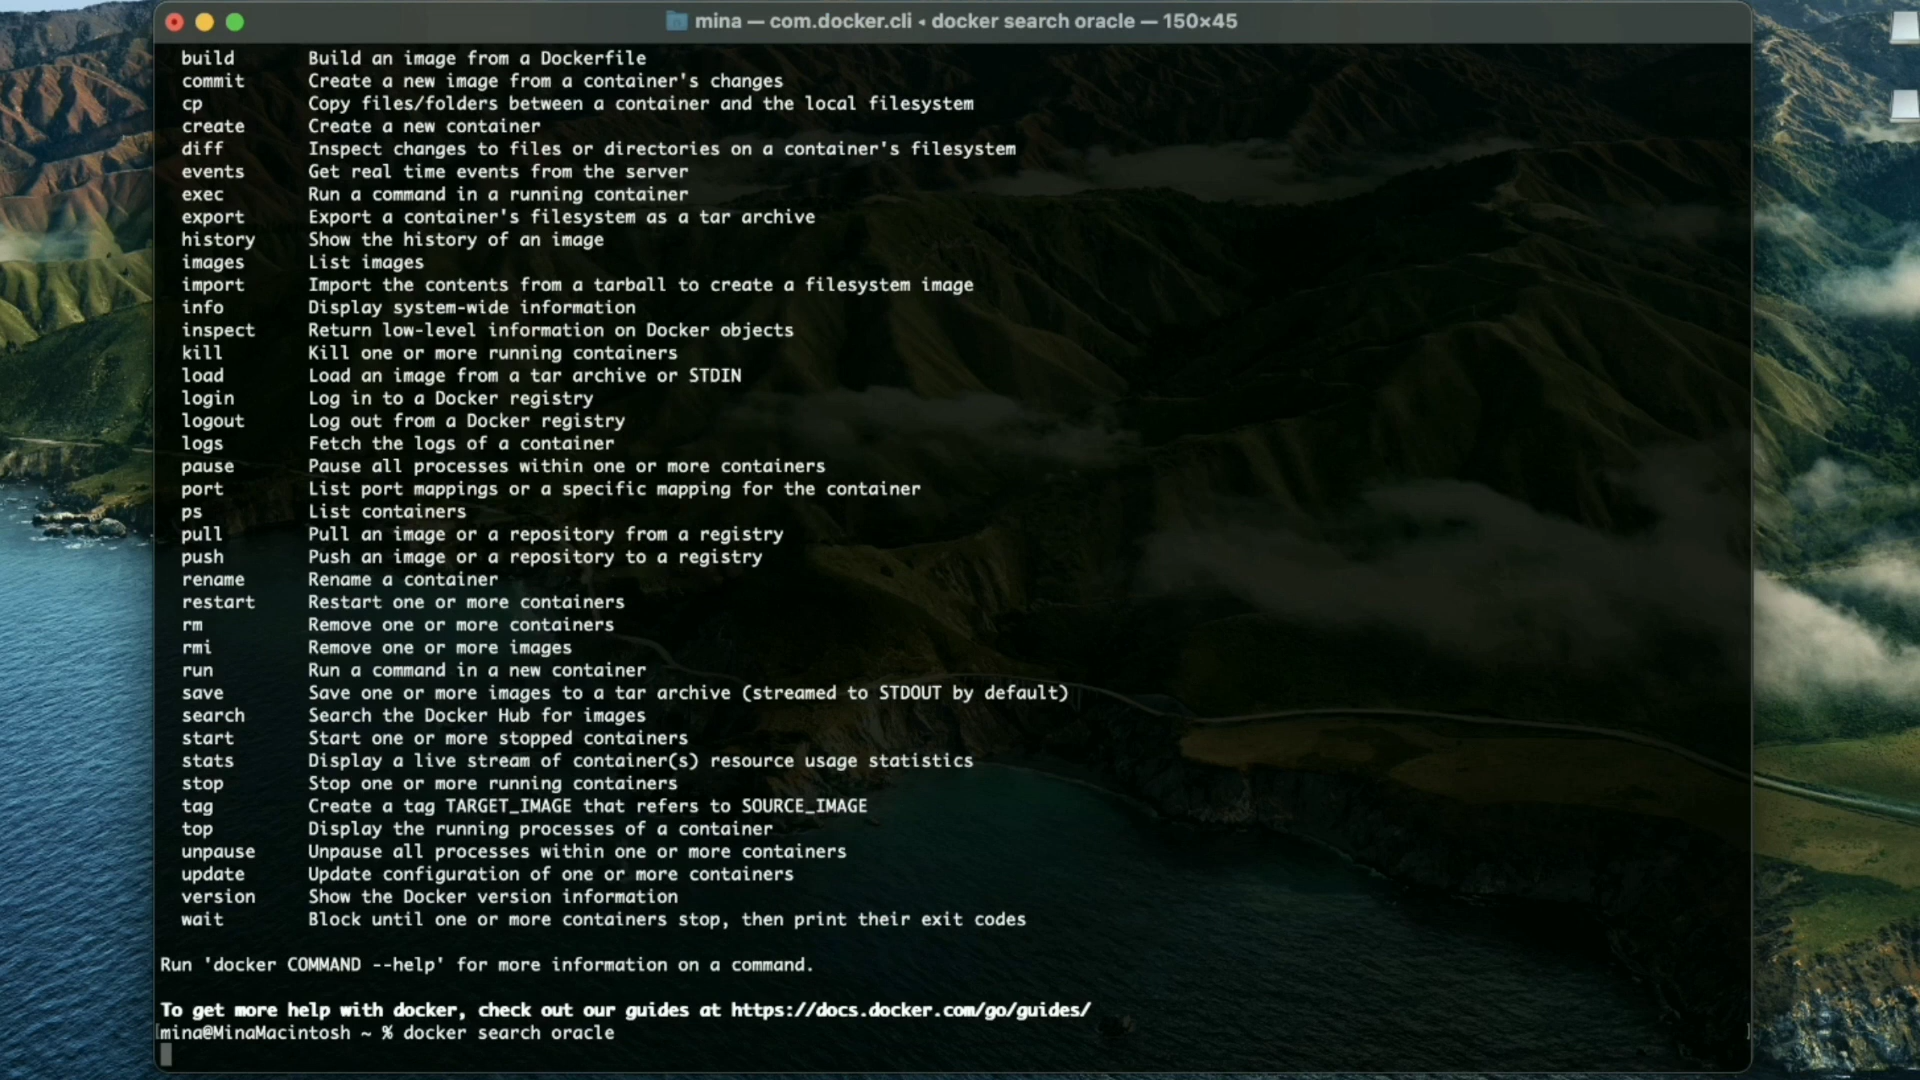 mina — com.docker.cli ◂ docker search oracle — 150×45
build Build an image from a Dockerfile
commit Create a new image from a container's changes
cp Copy files/folders between a container and the local filesystem
create Create a new container
diff Inspect changes to files or directories on a container's filesystem
events Get real time events from the server
exec Run a command in a running container
export Export a container's filesystem as a tar archive
history Show the history of an image
images List images
import Import the contents from a tarball to create a filesystem image
info Display system-wide information
inspect Return low-level information on Docker objects
kill Kill one or more running containers
load Load an image from a tar archive or STDIN
login Log in to a Docker registry
logout Log out from a Docker registry
logs Fetch the logs of a container
pause Pause all processes within one or more containers
port List port mappings or a specific mapping for the container
ps List containers
pull Pull an image or a repository from a registry
push Push an image or a repository to a registry
rename Rename a container
restart Restart one or more containers
rm Remove one or more containers
rmi Remove one or more images
run Run a command in a new container
save Save one or more images to a tar archive (streamed to STDOUT by default)
search Search the Docker Hub for images
start Start one or more stopped containers
stats Display a live stream of container(s) resource usage statistics
stop Stop one or more running containers
tag Create a tag TARGET_IMAGE that refers to SOURCE_IMAGE
top Display the running processes of a container
unpause Unpause all processes within one or more containers
update Update configuration of one or more containers
version Show the Docker version information
wait Block until one or more containers stop, then print their exit codes
Run 'docker COMMAND --help' for more information on a command.
To get more help with docker, check out our guides at https://docs.docker.com/go/guides/
mina@MinaMacintosh ~ % docker search oracle